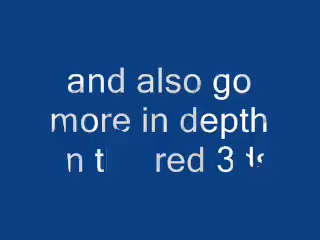 and also go
more in depth
red 3